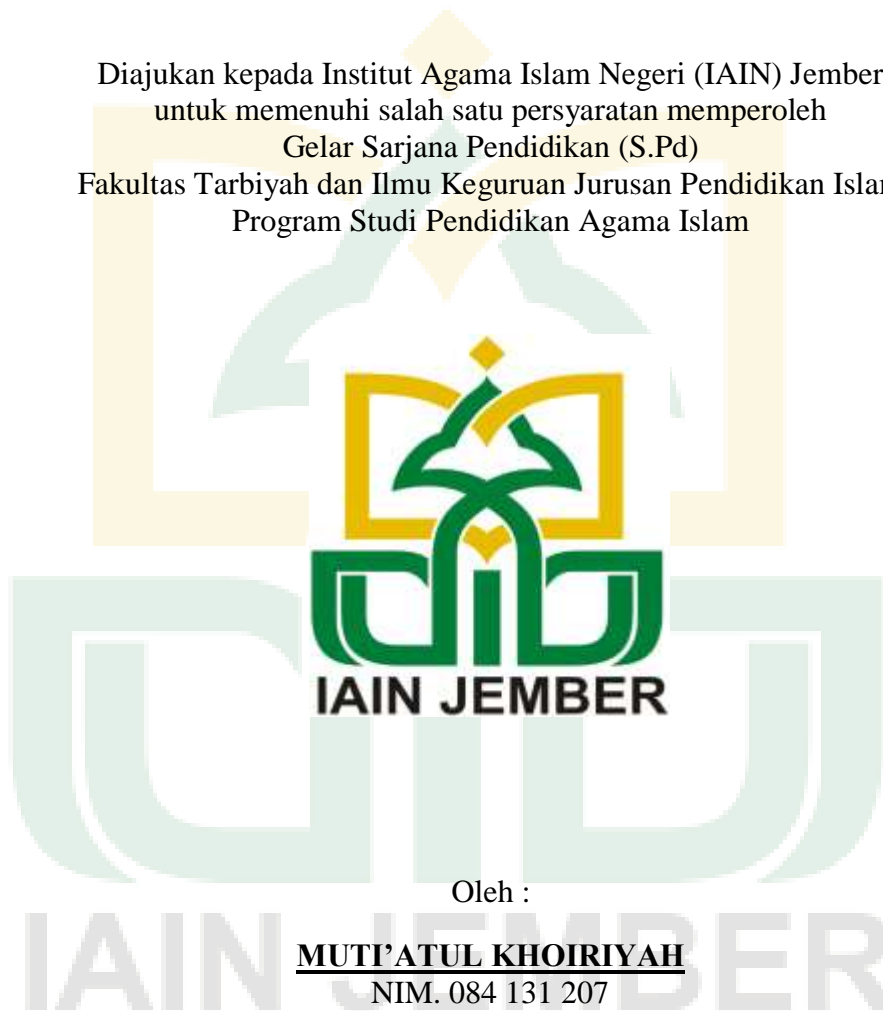 Diajukan kepada Institut Agama Islam Negeri (IAIN) Jember
untuk memenuhi salah satu persyaratan memperoleh
Gelar Sarjana Pendidikan (S.Pd)
Fakultas Tarbiyah dan Ilmu Keguruan Jurusan Pendidikan Islam
Program Studi Pendidikan Agama Islam
IAIN JEMBER
Oleh :
MUTI’ATUL KHOIRIYAH
NIM. 084 131 207
IAIN JEMBER